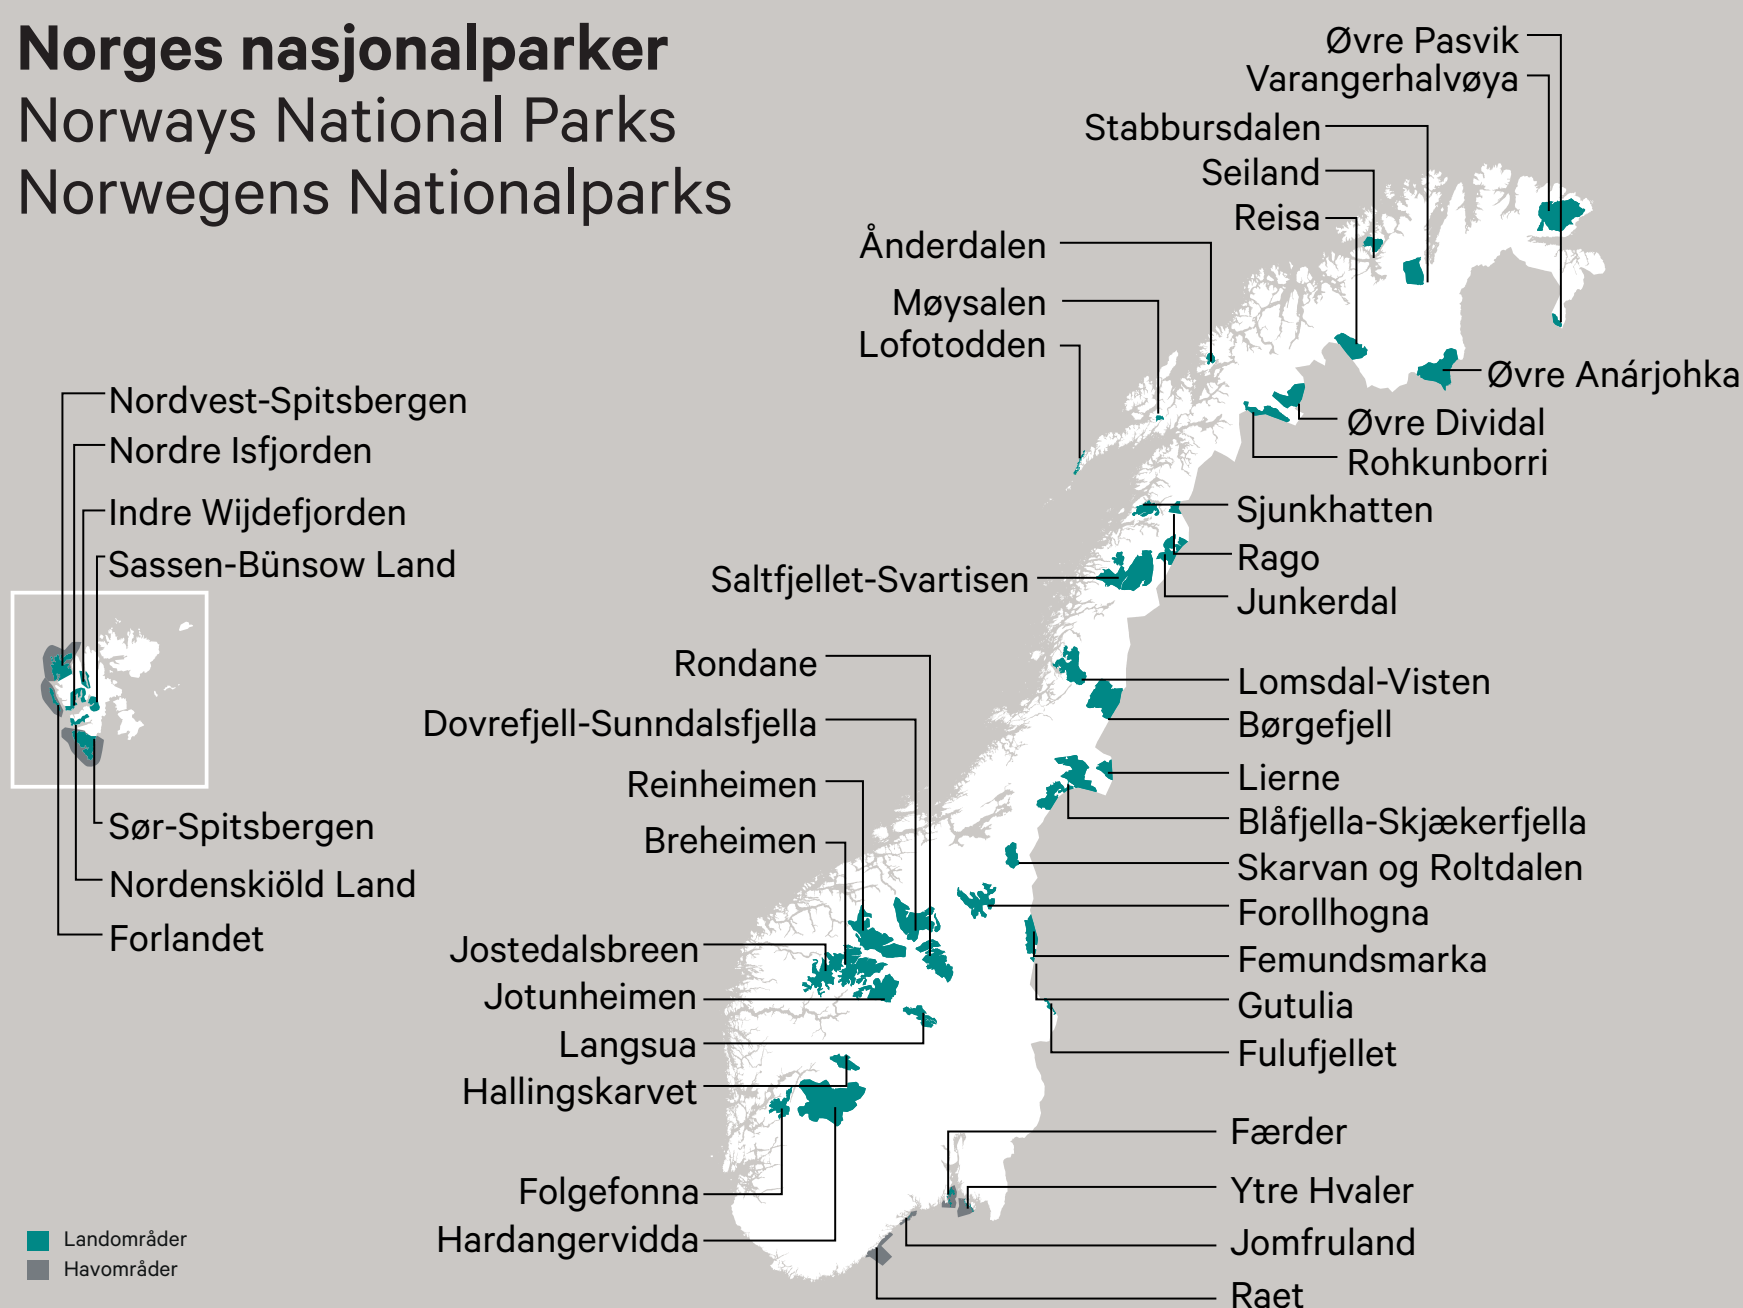 Norges nasjonalparker
Norways National Parks
Norwegens Nationalparks
Øvre Pasvik
Varangerhalvøya
Stabbursdalen
Seiland
Reisa
Ånderdalen
Møysalen
Lofotodden
Øvre Anárjohka
Øvre Dividal
Rohkunborri
Nordvest-Spitsbergen
Nordre Isfjorden
Indre Wijdefjorden
Sassen-Bünsow Land
Sør-Spitsbergen
Nordenskiöld Land
Forlandet
Sjunkhatten
Rago
Junkerdal
Saltfjellet-Svartisen
Rondane
Dovrefjell-Sunndalsfjella
Reinheimen
Breheimen
Lomsdal-Visten
Børgefjell
Lierne
Blåfjella-Skjækerfjella
Skarvan og Roltdalen
Forollhogna
Femundsmarka
Gutulia
Fulufjellet
Jostedalsbreen
Jotunheimen
Langsua
Hallingskarvet
Folgefonna
Hardangervidda
Færder
Ytre Hvaler
Jomfruland
Raet
Landområder
Havområder